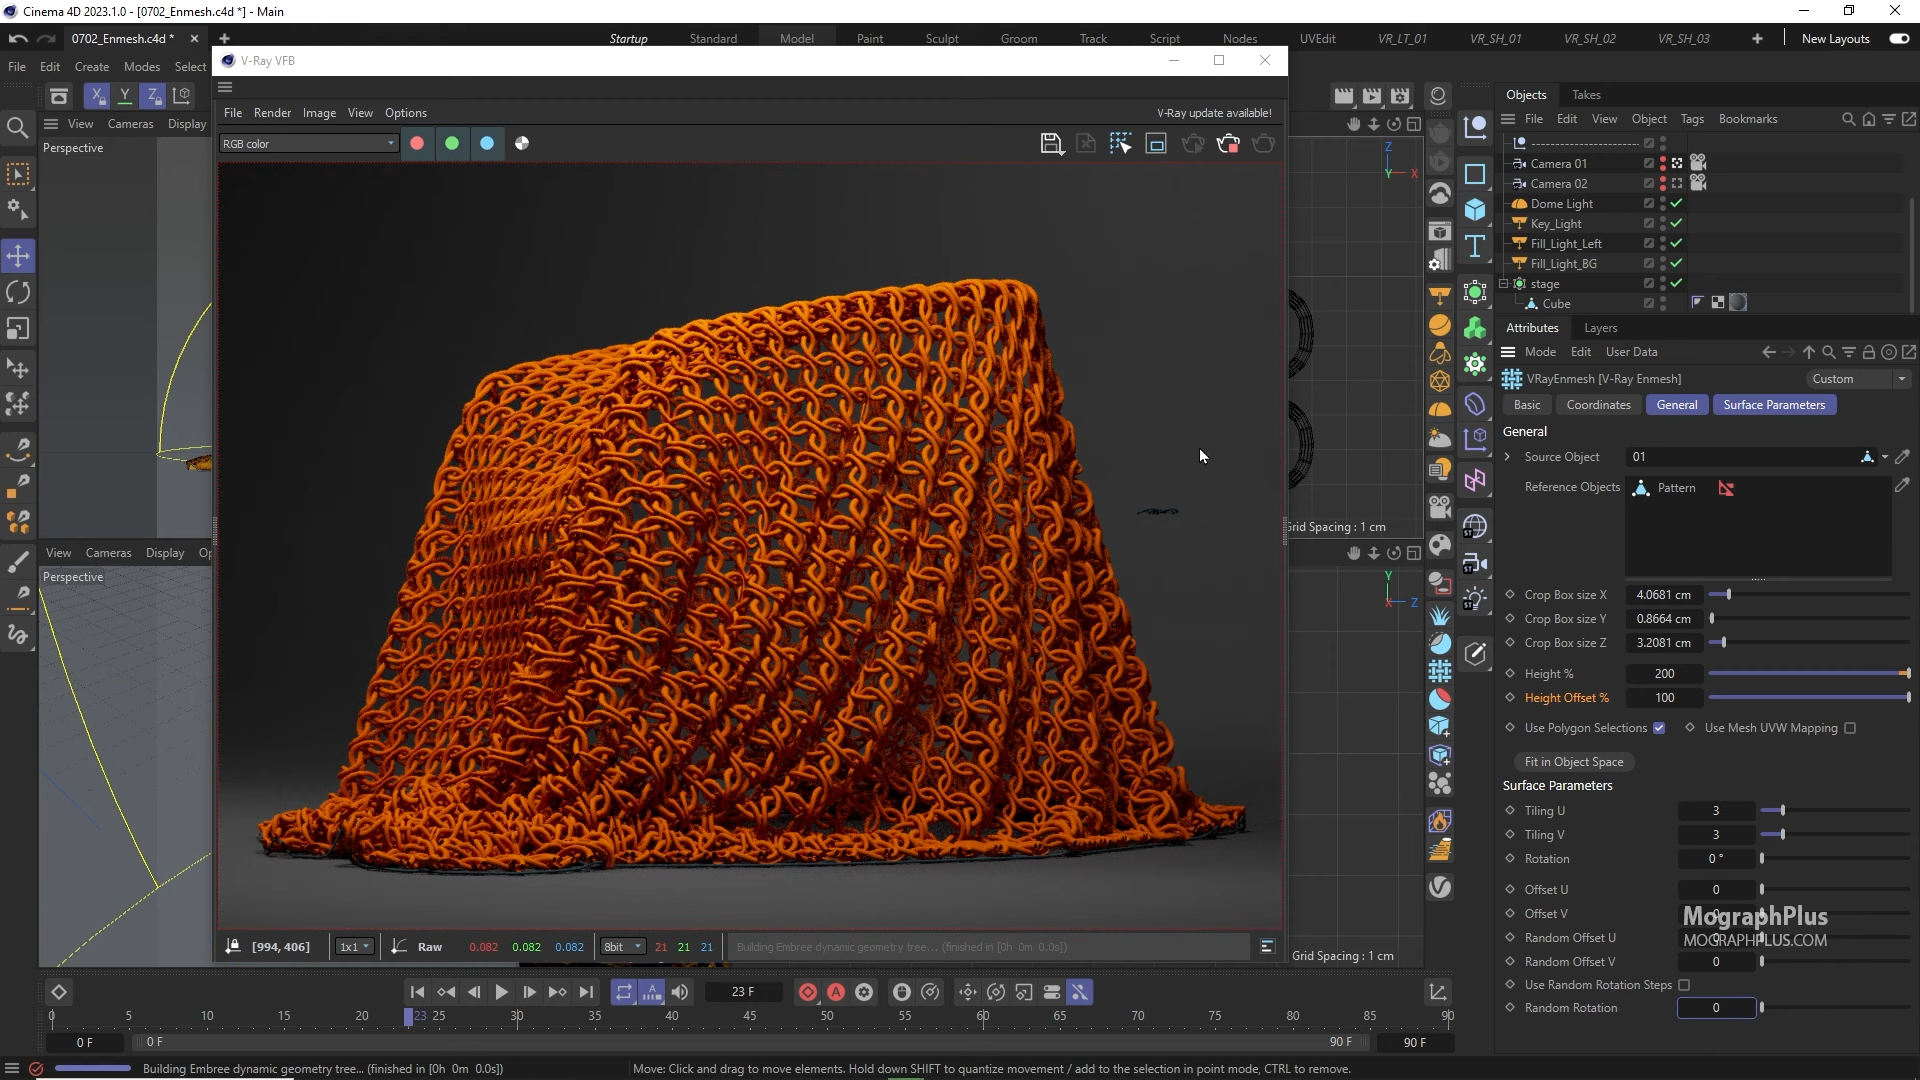 Cinema 4D 2023.1.0 - [0702_Enmesh.c4d *] - Main
0702_Enmesh.c4d *
Startup Standard Model Paint Sculpt Groom Track Script Nodes UVEdit VR_LT_01 VR_SH_01 VR_SH_02 VR_SH_03 New Layouts
File Edit Create Modes Select
V-Ray VFB
File Render Image View Options
V-Ray update available!
RGB color
X Y Z
View Cameras Display
Perspective
Z
Y X
Grid Spacing : 1 cm
View Cameras Display Op
Perspective
Y
X Z
Grid Spacing : 1 cm
[994, 406] 1x1 Raw 0.082 0.082 0.082 8bit 21 21 21 Building Embree dynamic geometry tree... (finished in [0h 0m 0.0s])
Objects Takes
File Edit View Object Tags Bookmarks
Camera 01
Camera 02
Dome Light
Key_Light
Fill_Light_Left
Fill_Light_BG
stage
Cube
Attributes Layers
Mode Edit User Data
VRayEnmesh [V-Ray Enmesh] Custom
Basic Coordinates General Surface Parameters
General
Source Object 01
Reference Objects Pattern
Crop Box size X 4.0681 cm
Crop Box size Y 0.8664 cm
Crop Box size Z 3.2081 cm
Height % 200
Height Offset % 100
Use Polygon Selections Use Mesh UVW Mapping
Fit in Object Space
Surface Parameters
Tiling U 3
Tiling V 3
Rotation 0 °
Offset U 0
Offset V 0
Random Offset U 0
Random Offset V 0
Use Random Rotation Steps
Random Rotation 0
MographPlus
MOGRAPHPLUS.COM
23 F
0 5 10 15 20 23 25 30 35 40 45 50 55 60 65 70 75 80 85 90
0 F 0 F 90 F 90 F
Building Embree dynamic geometry tree... (finished in [0h 0m 0.0s])
Move: Click and drag to move elements. Hold down SHIFT to quantize movement / add to the selection in point mode, CTRL to remove.